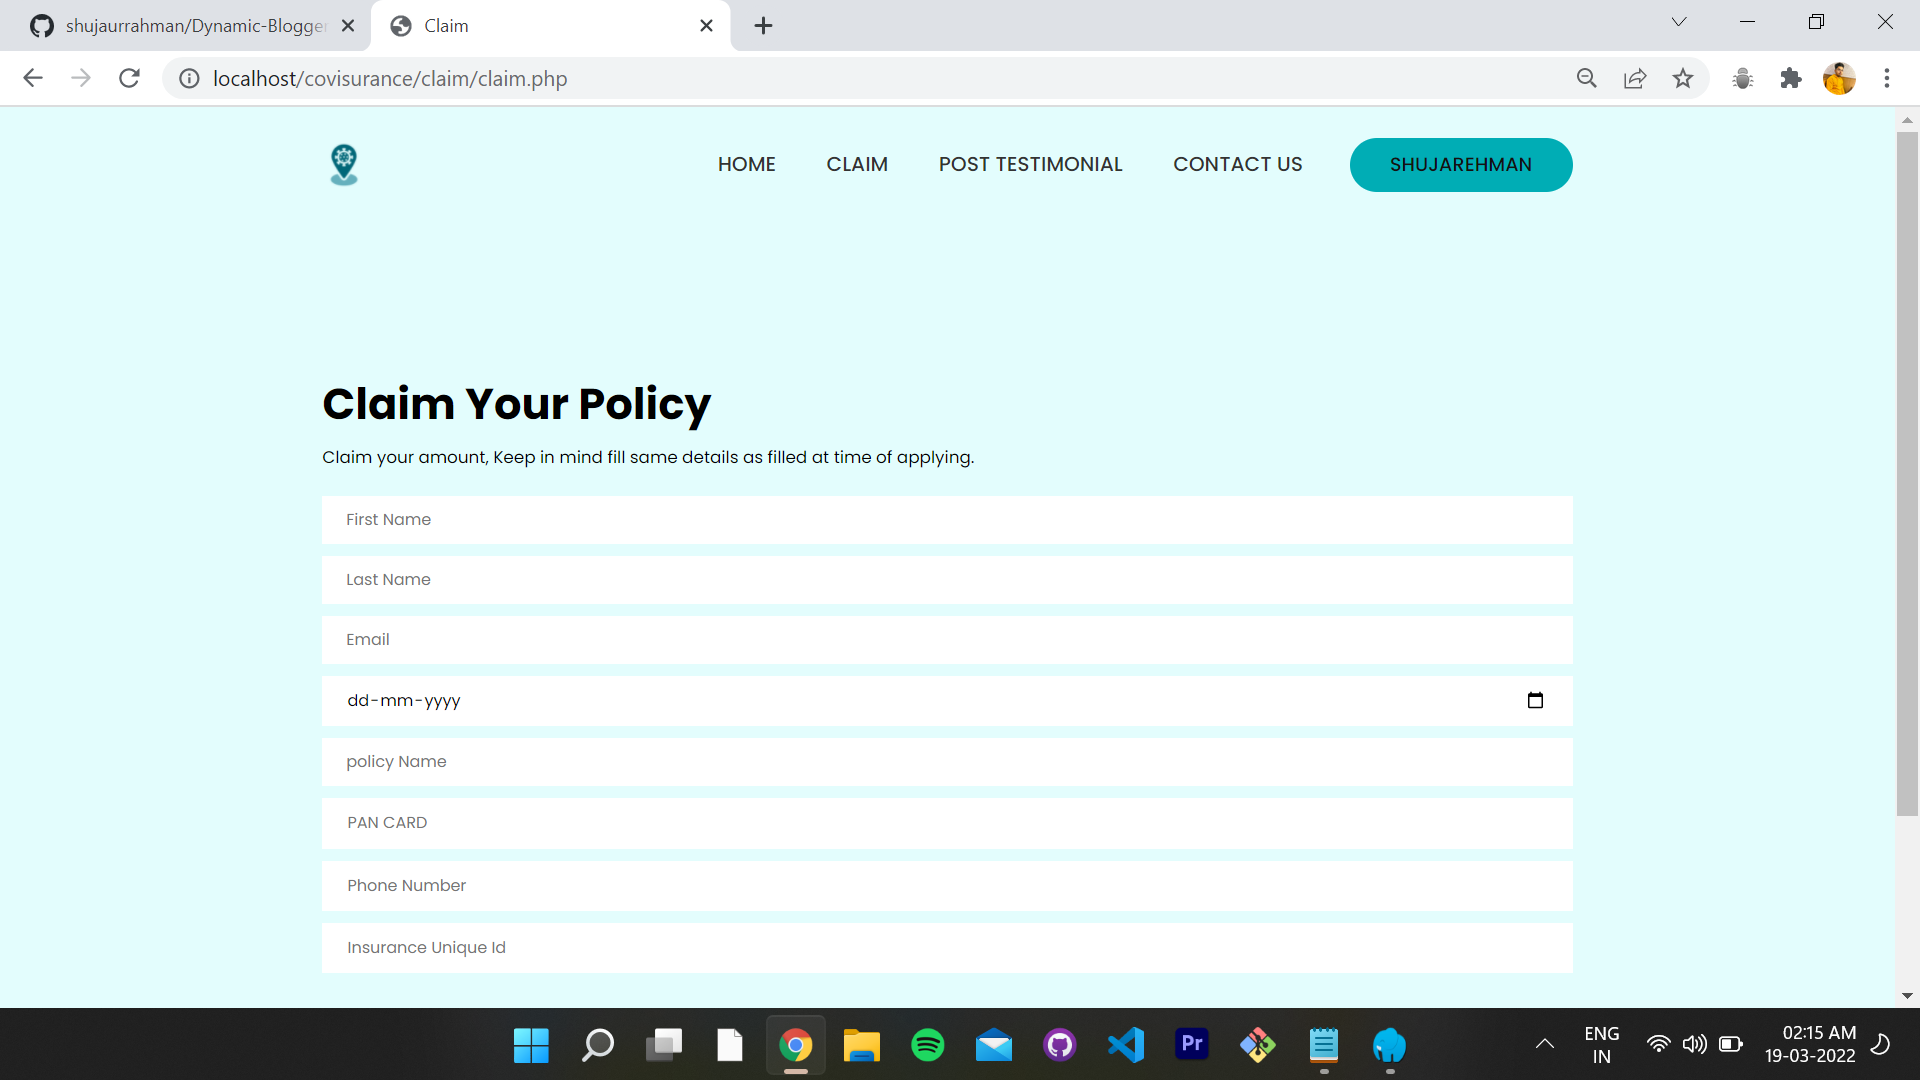 shujaurrahman/Dynamic-Blogger
Claim
localhost/covisurance/claim/claim.php
HOME CLAIM POST TESTIMONIAL CONTACT US SHUJAREHMAN
Claim Your Policy
Claim your amount, Keep in mind fill same details as filled at time of applying.
First Name
Last Name
Email
dd-mm-yyyy
policy Name
PAN CARD
Phone Number
Insurance Unique Id
Pr
ENG
IN
02:15 AM
19-03-2022